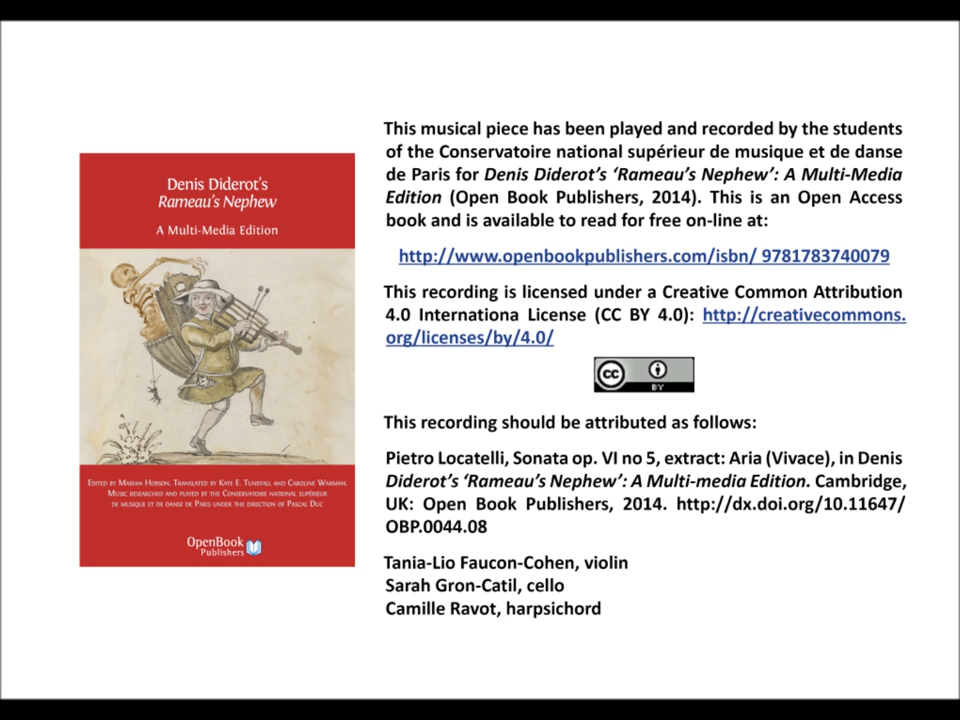 Denis Diderot's
Rameau's Nephew
A Multi-Media Edition
Edited by Marian Hobson. Translated by Kate E. Tunstall and Caroline Warman.
Music researched and played by the Conservatoire national supérieur
de musique et de danse de Paris under the direction of Pascal Duc
OpenBook
Publishers
This musical piece has been played and recorded by the students
of the Conservatoire national supérieur de musique et de danse
de Paris for Denis Diderot's ‘Rameau's Nephew’: A Multi-Media
Edition (Open Book Publishers, 2014). This is an Open Access
book and is available to read for free on-line at:
http://www.openbookpublishers.com/isbn/ 9781783740079
This recording is licensed under a Creative Common Attribution
4.0 Internationa License (CC BY 4.0): http://creativecommons.
org/licenses/by/4.0/
cc
BY
This recording should be attributed as follows:
Pietro Locatelli, Sonata op. VI no 5, extract: Aria (Vivace), in Denis
Diderot's ‘Rameau's Nephew’: A Multi-media Edition. Cambridge,
UK: Open Book Publishers, 2014. http://dx.doi.org/10.11647/
OBP.0044.08
Tania-Lio Faucon-Cohen, violin
Sarah Gron-Catil, cello
Camille Ravot, harpsichord